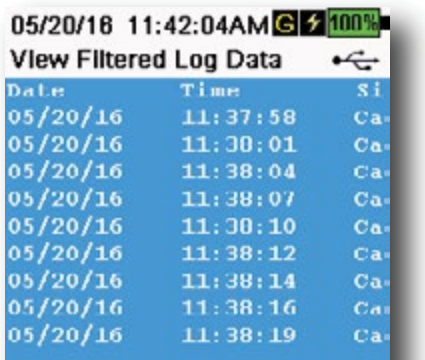 05/20/16 11:42:04AM G 100%
View Filtered Log Data
Date Time Si
05/20/16 11:37:58 Ca
05/20/16 11:38:01 Ca
05/20/16 11:38:04 Ca
05/20/16 11:38:07 Ca
05/20/16 11:38:10 Ca
05/20/16 11:38:12 Ca
05/20/16 11:38:14 Ca
05/20/16 11:38:16 Ca
05/20/16 11:38:19 Ca